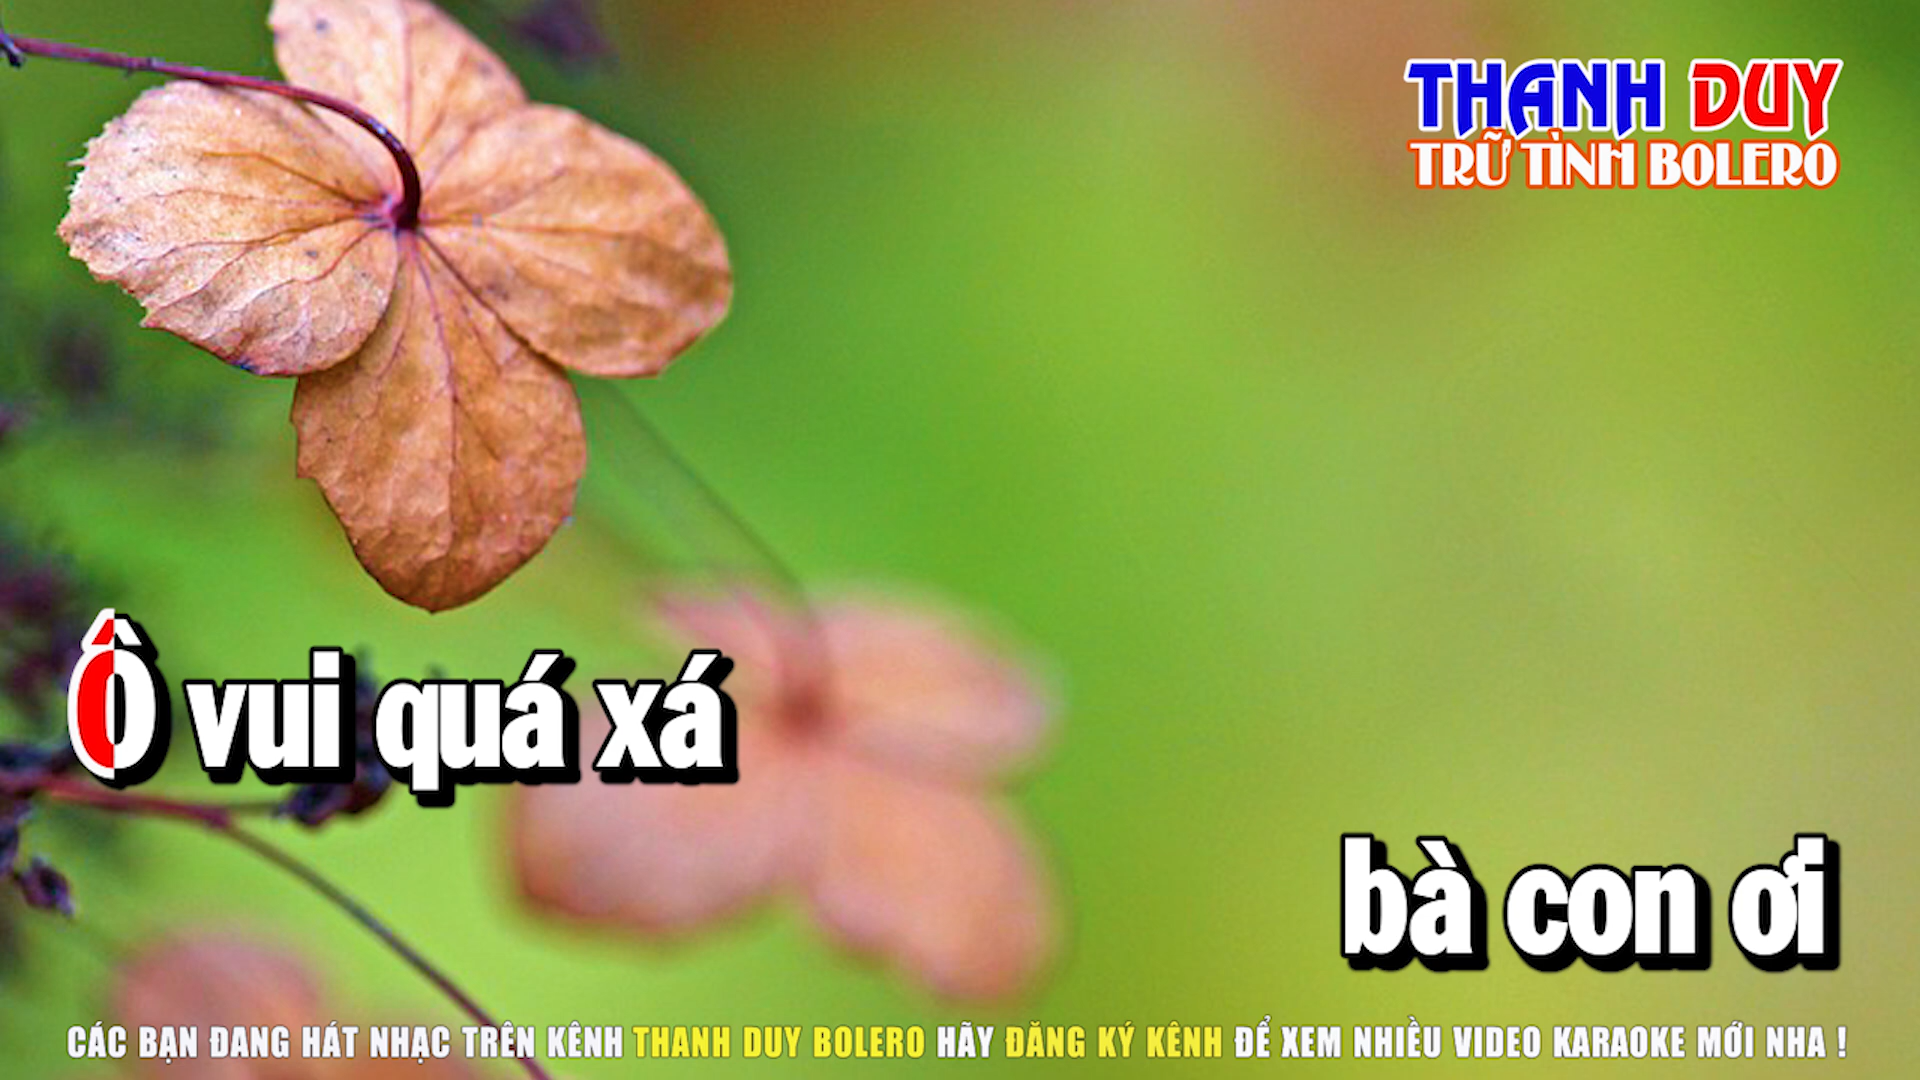 THANH DUY
TRỮ TÌNH BOLERO
Ồ vui quá xá
bà con ơi
CÁC BẠN ĐANG HÁT NHẠC TRÊN KÊNH THANH DUY BOLERO HÃY ĐĂNG KÝ KÊNH ĐỂ XEM NHIỀU VIDEO KARAOKE MỚI NHA !